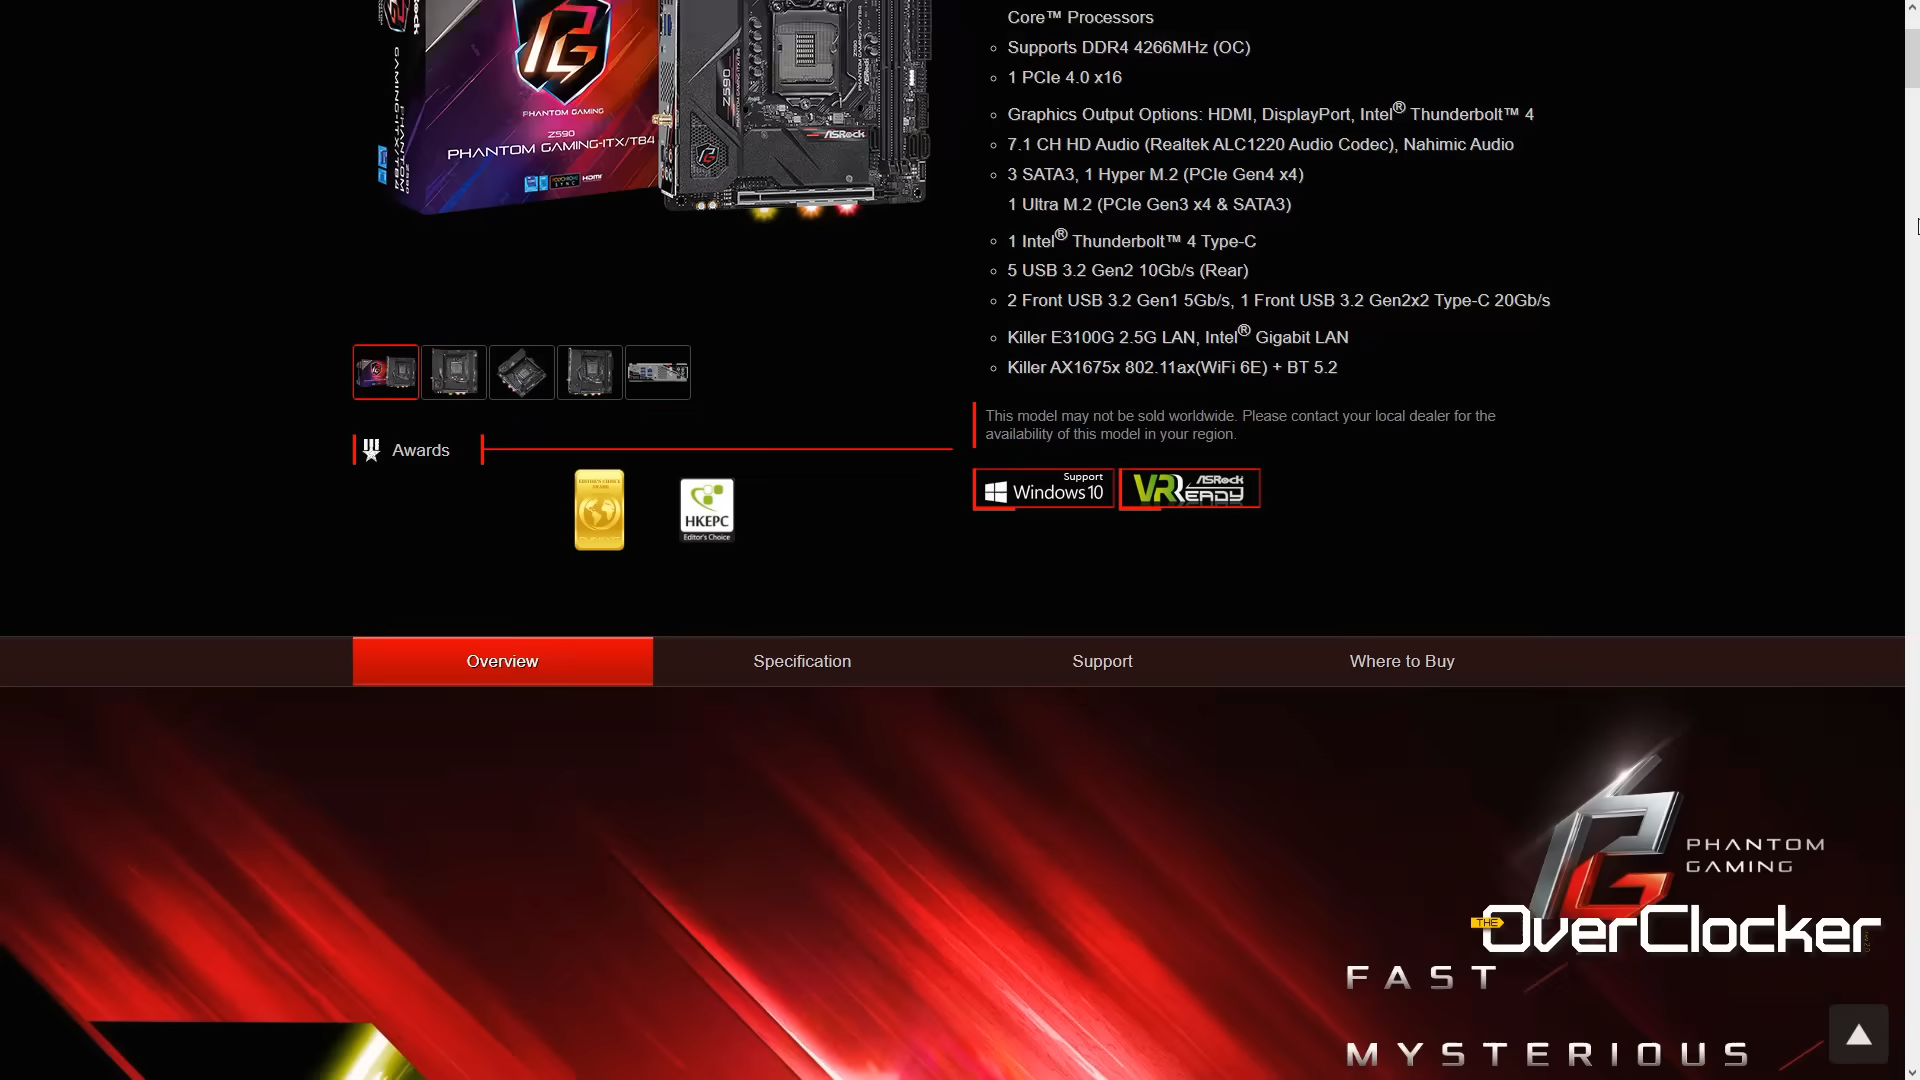 Core™ Processors
Supports DDR4 4266MHz (OC)
1 PCIe 4.0 x16
Graphics Output Options: HDMI, DisplayPort, Intel® Thunderbolt™ 4
7.1 CH HD Audio (Realtek ALC1220 Audio Codec), Nahimic Audio
3 SATA3, 1 Hyper M.2 (PCIe Gen4 x4)
1 Ultra M.2 (PCIe Gen3 x4 & SATA3)
1 Intel® Thunderbolt™ 4 Type-C
5 USB 3.2 Gen2 10Gb/s (Rear)
2 Front USB 3.2 Gen1 5Gb/s, 1 Front USB 3.2 Gen2x2 Type-C 20Gb/s
Killer E3100G 2.5G LAN, Intel® Gigabit LAN
Killer AX1675x 802.11ax(WiFi 6E) + BT 5.2
This model may not be sold worldwide. Please contact your local dealer for the
availability of this model in your region.
Support
Windows 10
VR READY ASRock
PHANTOM GAMING
Z590
PHANTOM GAMING-ITX/TB4
HDMI
Z590
ASRock
Awards
EDITOR'S CHOICE
AWARD
HKEPC
Editor's Choice
Overview
Specification
Support
Where to Buy
PHANTOM
GAMING
THE
OverClocker
FAST
MYSTERIOUS